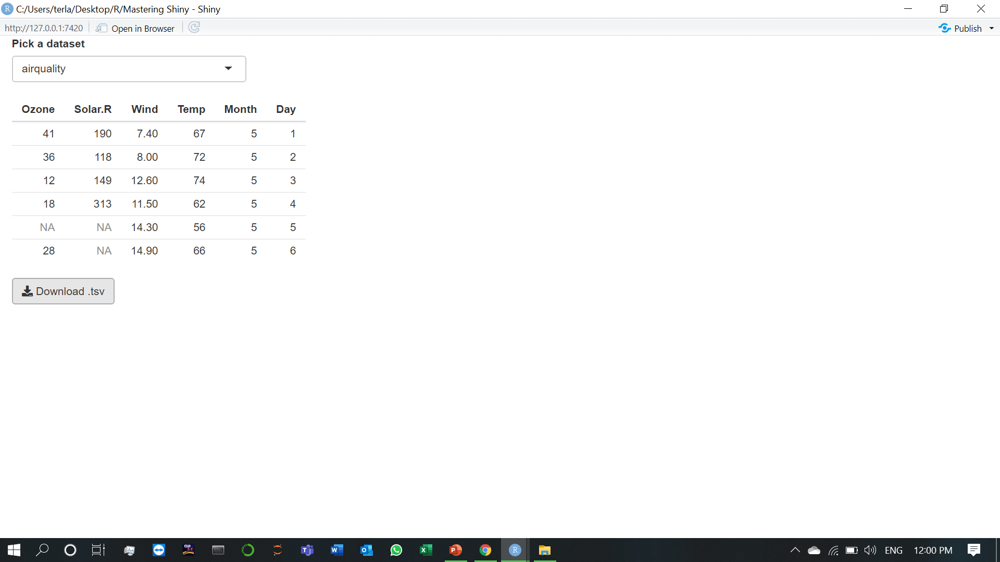 C:/Users/terla/Desktop/R/Mastering Shiny - Shiny
http://127.0.0.1:7420 Open in Browser Publish
Pick a dataset
airquality
Ozone Solar.R Wind Temp Month Day
41 190 7.40 67 5 1
36 118 8.00 72 5 2
12 149 12.60 74 5 3
18 313 11.50 62 5 4
NA NA 14.30 56 5 5
28 NA 14.90 66 5 6
Download .tsv
ENG 12:00 PM